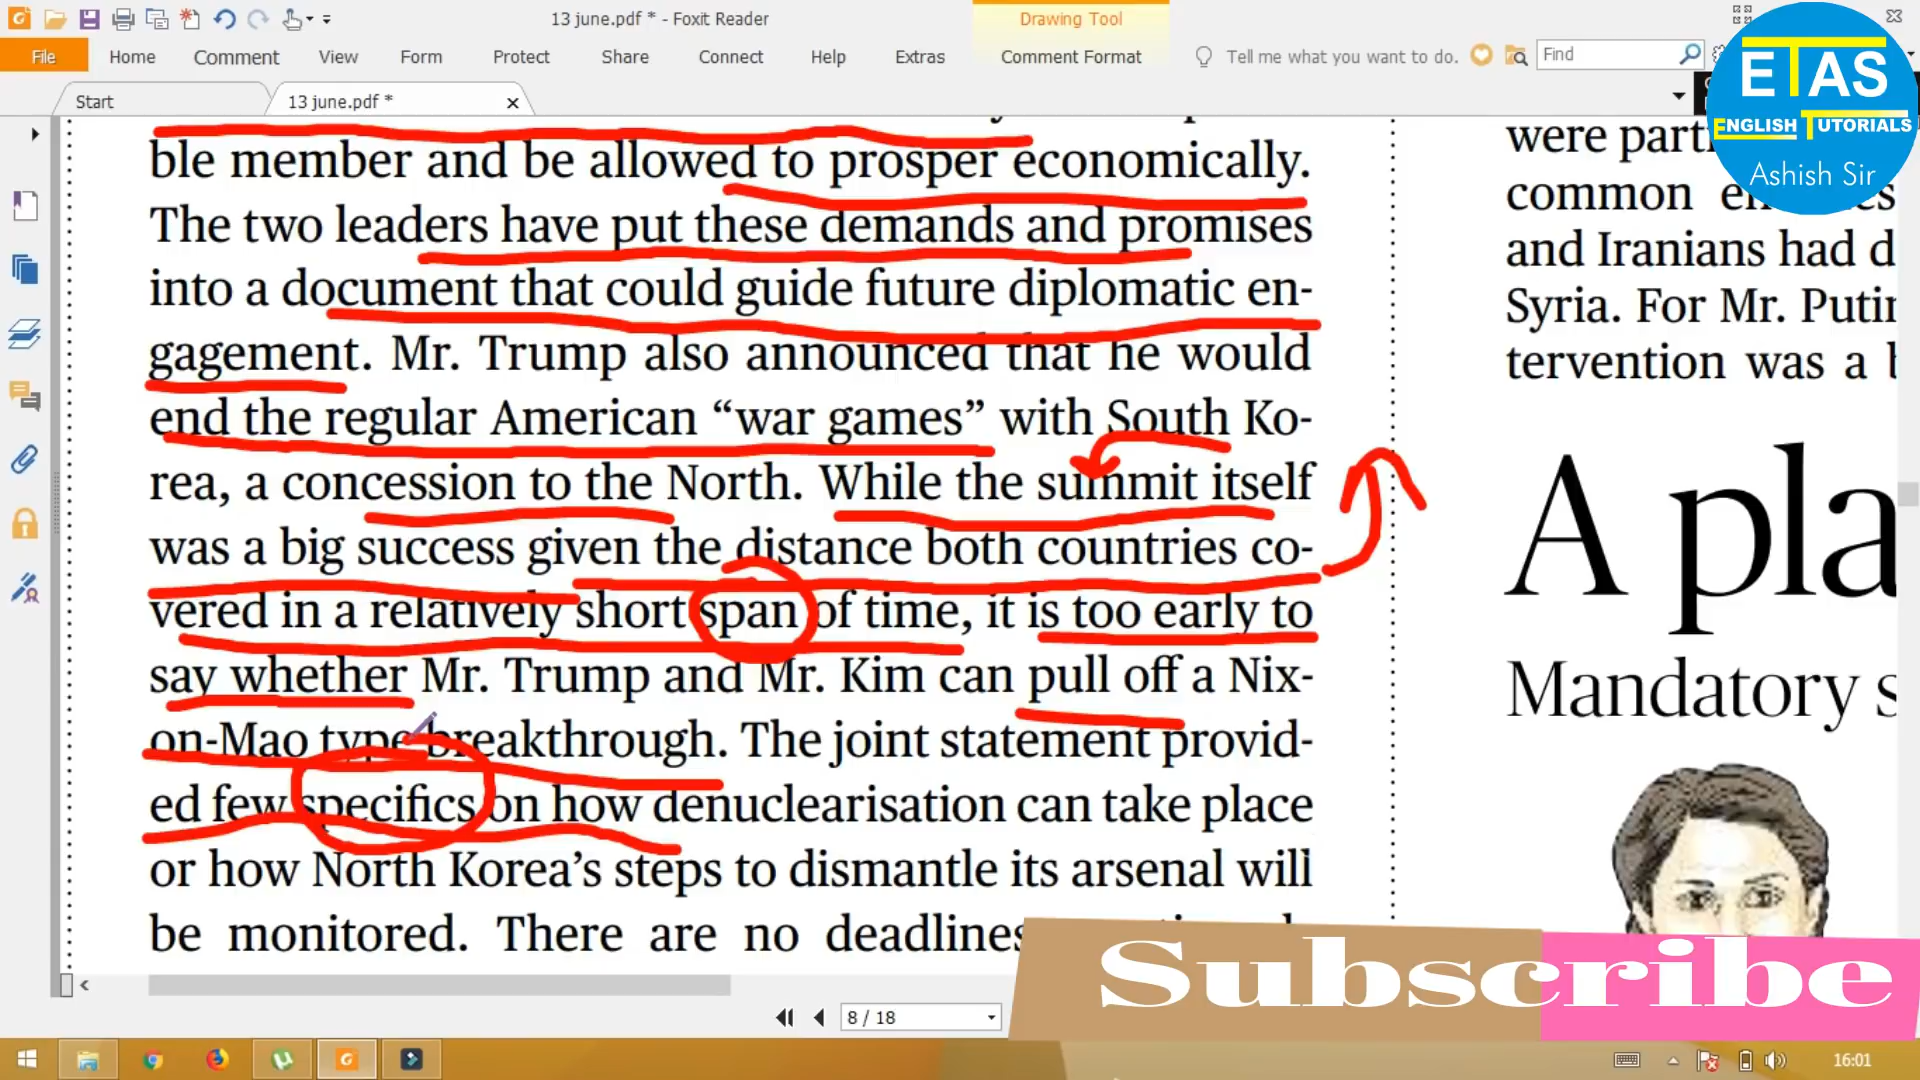 13 june.pdf * - Foxit Reader
Drawing Tool
File
Home
Comment
View
Form
Protect
Share
Connect
Help
Extras
Comment Format
Tell me what you want to do.
Find
ETAS
ENGLISH TUTORIALS
Ashish Sir
Start
13 june.pdf *
ble member and be allowed to prosper economically.
The two leaders have put these demands and promises
into a document that could guide future diplomatic en-
gagement. Mr. Trump also announced that he would
end the regular American “war games” with South Ko-
rea, a concession to the North. While the summit itself
was a big success given the distance both countries co-
vered in a relatively short span of time, it is too early to
say whether Mr. Trump and Mr. Kim can pull off a Nix-
on-Mao type breakthrough. The joint statement provid-
ed few specifics on how denuclearisation can take place
or how North Korea’s steps to dismantle its arsenal will
be monitored. There are no deadlines
were
common
and Iranians had
Syria. For Mr.
tervention was a
A
Mandatory
Subscribe
8 / 18
16:01